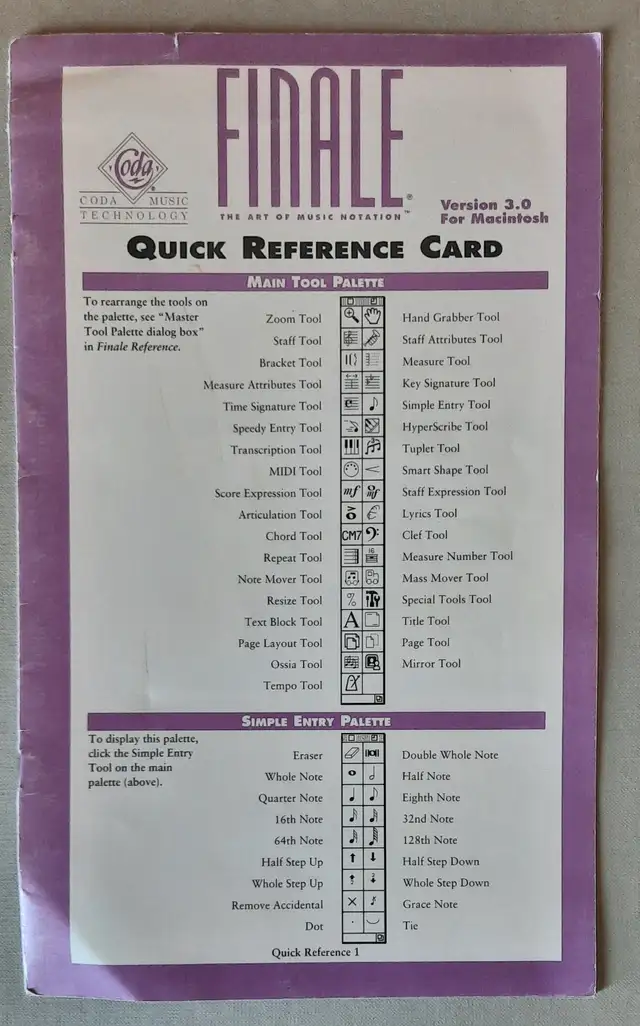 FINALE®
THE ART OF MUSIC NOTATION™
Coda®
CODA MUSIC
TECHNOLOGY
Version 3.0
For Macintosh
QUICK REFERENCE CARD
MAIN TOOL PALETTE
To rearrange the tools on
the palette, see “Master
Tool Palette dialog box”
in Finale Reference.
Zoom Tool Hand Grabber Tool
Staff Tool Staff Attributes Tool
Bracket Tool Measure Tool
Measure Attributes Tool Key Signature Tool
Time Signature Tool Simple Entry Tool
Speedy Entry Tool HyperScribe Tool
Transcription Tool Tuplet Tool
MIDI Tool Smart Shape Tool
Score Expression Tool mf mf Staff Expression Tool
Articulation Tool Lyrics Tool
Chord Tool CM7 Clef Tool
Repeat Tool 16 Measure Number Tool
Note Mover Tool Mass Mover Tool
Resize Tool % Special Tools Tool
Text Block Tool A Title Tool
Page Layout Tool Page Tool
Ossia Tool Mirror Tool
Tempo Tool
SIMPLE ENTRY PALETTE
To display this palette,
click the Simple Entry
Tool on the main
palette (above).
Eraser Double Whole Note
Whole Note Half Note
Quarter Note Eighth Note
16th Note 32nd Note
64th Note 128th Note
Half Step Up Half Step Down
Whole Step Up Whole Step Down
Remove Accidental Grace Note
Dot Tie
Quick Reference 1